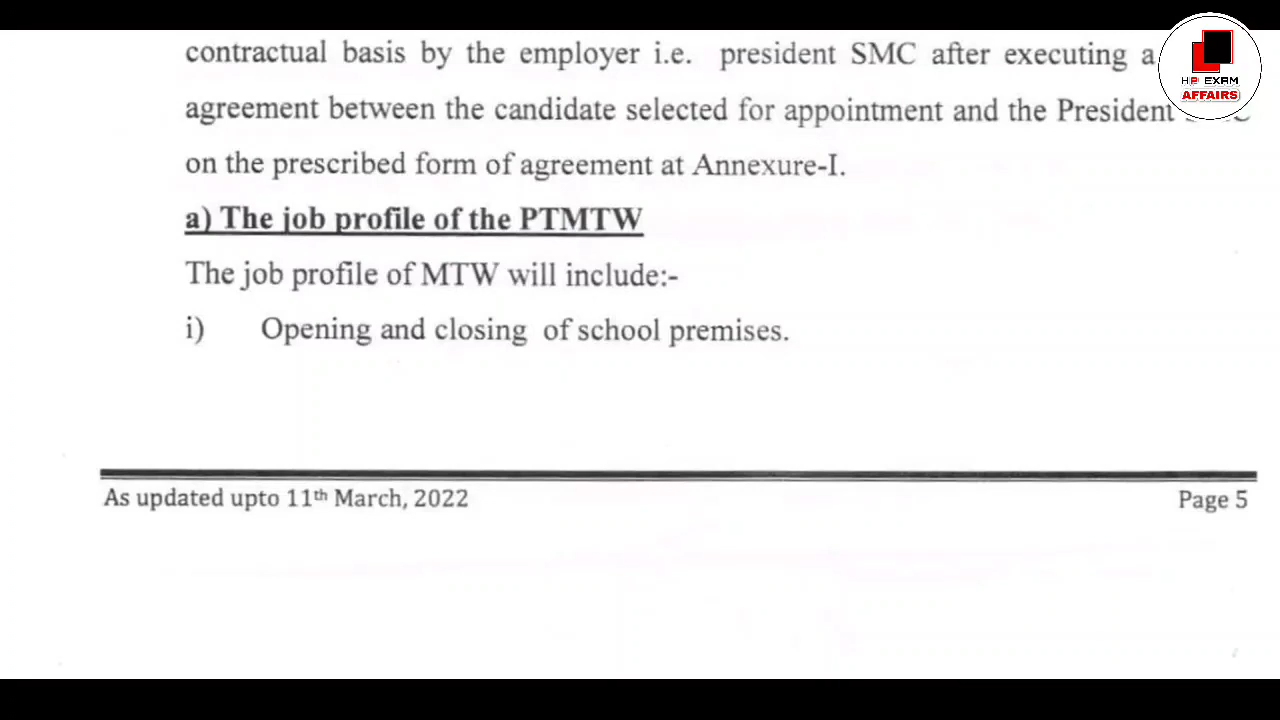 contractual basis by the employer i.e. president SMC after executing a
HP EXAM
AFFAIRS
agreement between the candidate selected for appointment and the President
on the prescribed form of agreement at Annexure-I.
a) The job profile of the PTMTW
The job profile of MTW will include:-
i) Opening and closing of school premises.
As updated upto 11th March, 2022
Page 5